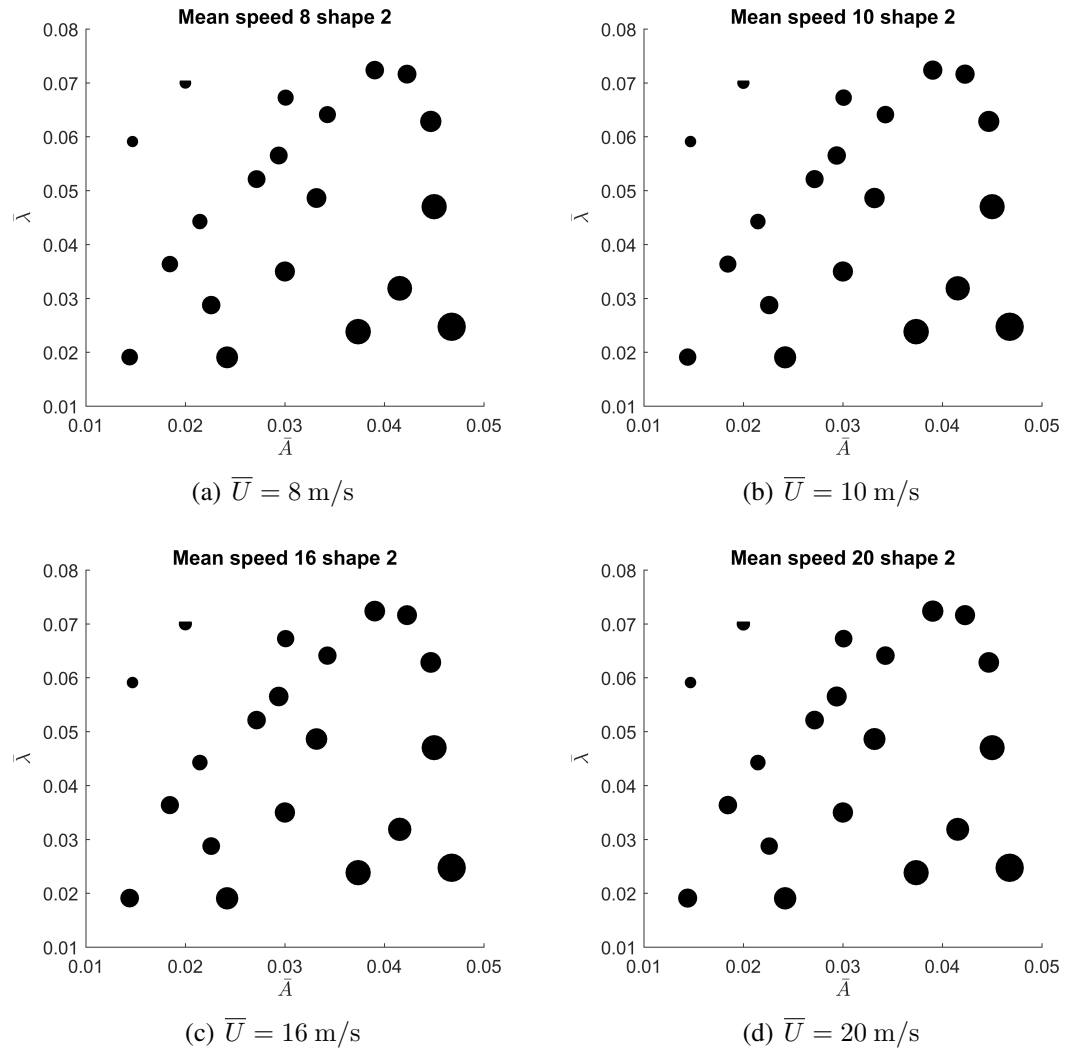 Mean speed 8 shape 2
0.08
0.07
0.06
0.05
0.04
0.03
0.02
0.01
λ̄
0.01 0.02 0.03 0.04 0.05
Ā
(a) U̅ = 8 m/s
Mean speed 10 shape 2
0.08
0.07
0.06
0.05
0.04
0.03
0.02
0.01
λ̄
0.01 0.02 0.03 0.04 0.05
Ā
(b) U̅ = 10 m/s
Mean speed 16 shape 2
0.08
0.07
0.06
0.05
0.04
0.03
0.02
0.01
λ̄
0.01 0.02 0.03 0.04 0.05
Ā
(c) U̅ = 16 m/s
Mean speed 20 shape 2
0.08
0.07
0.06
0.05
0.04
0.03
0.02
0.01
λ̄
0.01 0.02 0.03 0.04 0.05
Ā
(d) U̅ = 20 m/s